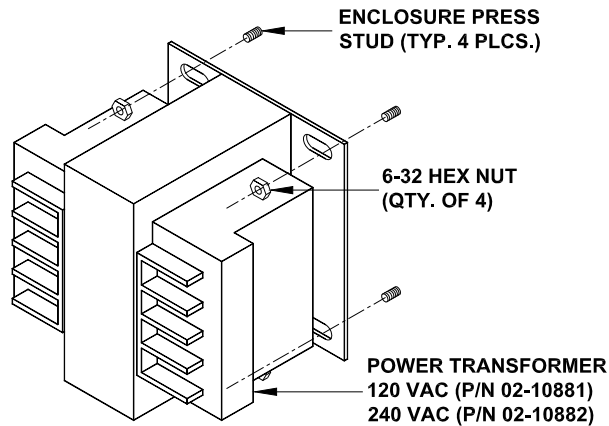 ENCLOSURE PRESS
STUD (TYP. 4 PLCS.)
6-32 HEX NUT
(QTY. OF 4)
POWER TRANSFORMER
120 VAC (P/N 02-10881)
240 VAC (P/N 02-10882)